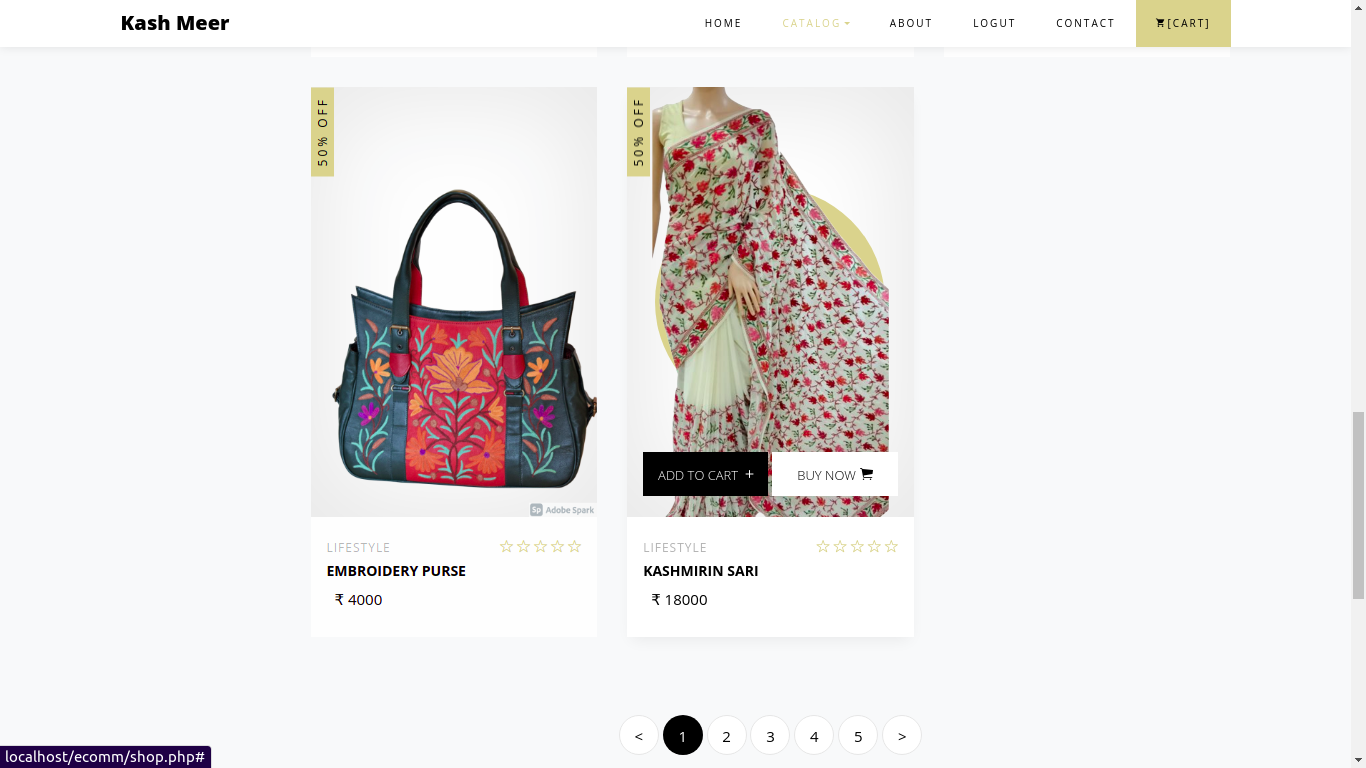 Kash Meer
HOME CATALOG ABOUT LOGUT CONTACT [CART]
50% OFF
50% OFF
ADD TO CART + BUY NOW
Sp Adobe Spark
LIFESTYLE
EMBROIDERY PURSE
₹ 4000
LIFESTYLE
KASHMIRIN SARI
₹ 18000
< 1 2 3 4 5 >
localhost/ecomm/shop.php#